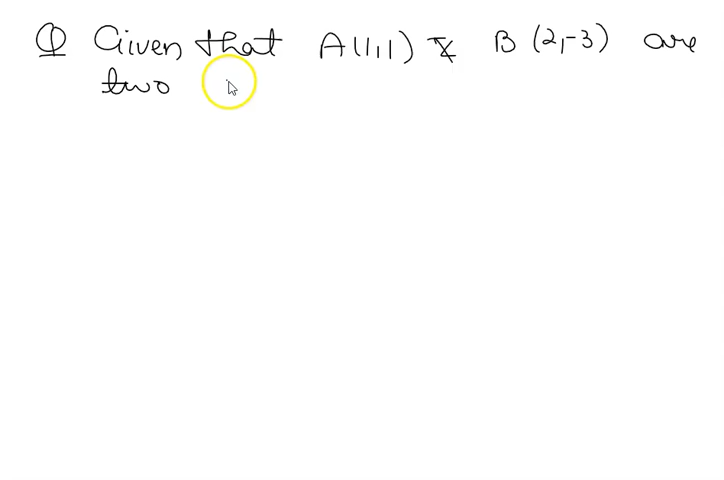 Q Given that A(1,1) & B (2,-3) are
two